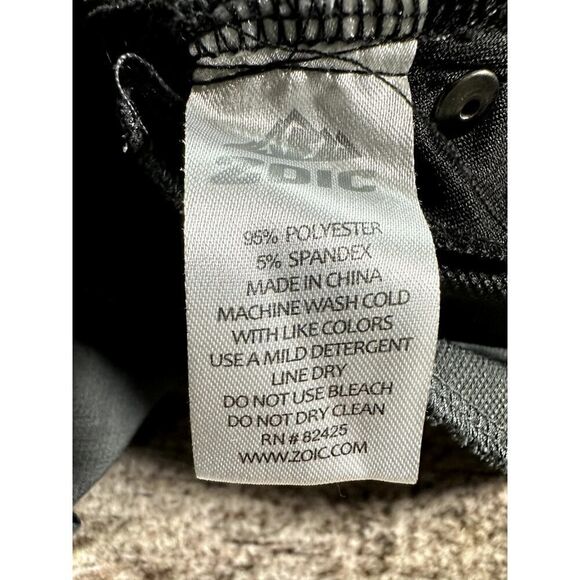 ZOIC
95% POLYESTER
5% SPANDEX
MADE IN CHINA
MACHINE WASH COLD
WITH LIKE COLORS
USE A MILD DETERGENT
LINE DRY
DO NOT USE BLEACH
DO NOT DRY CLEAN
RN # 82425
WWW.ZOIC.COM